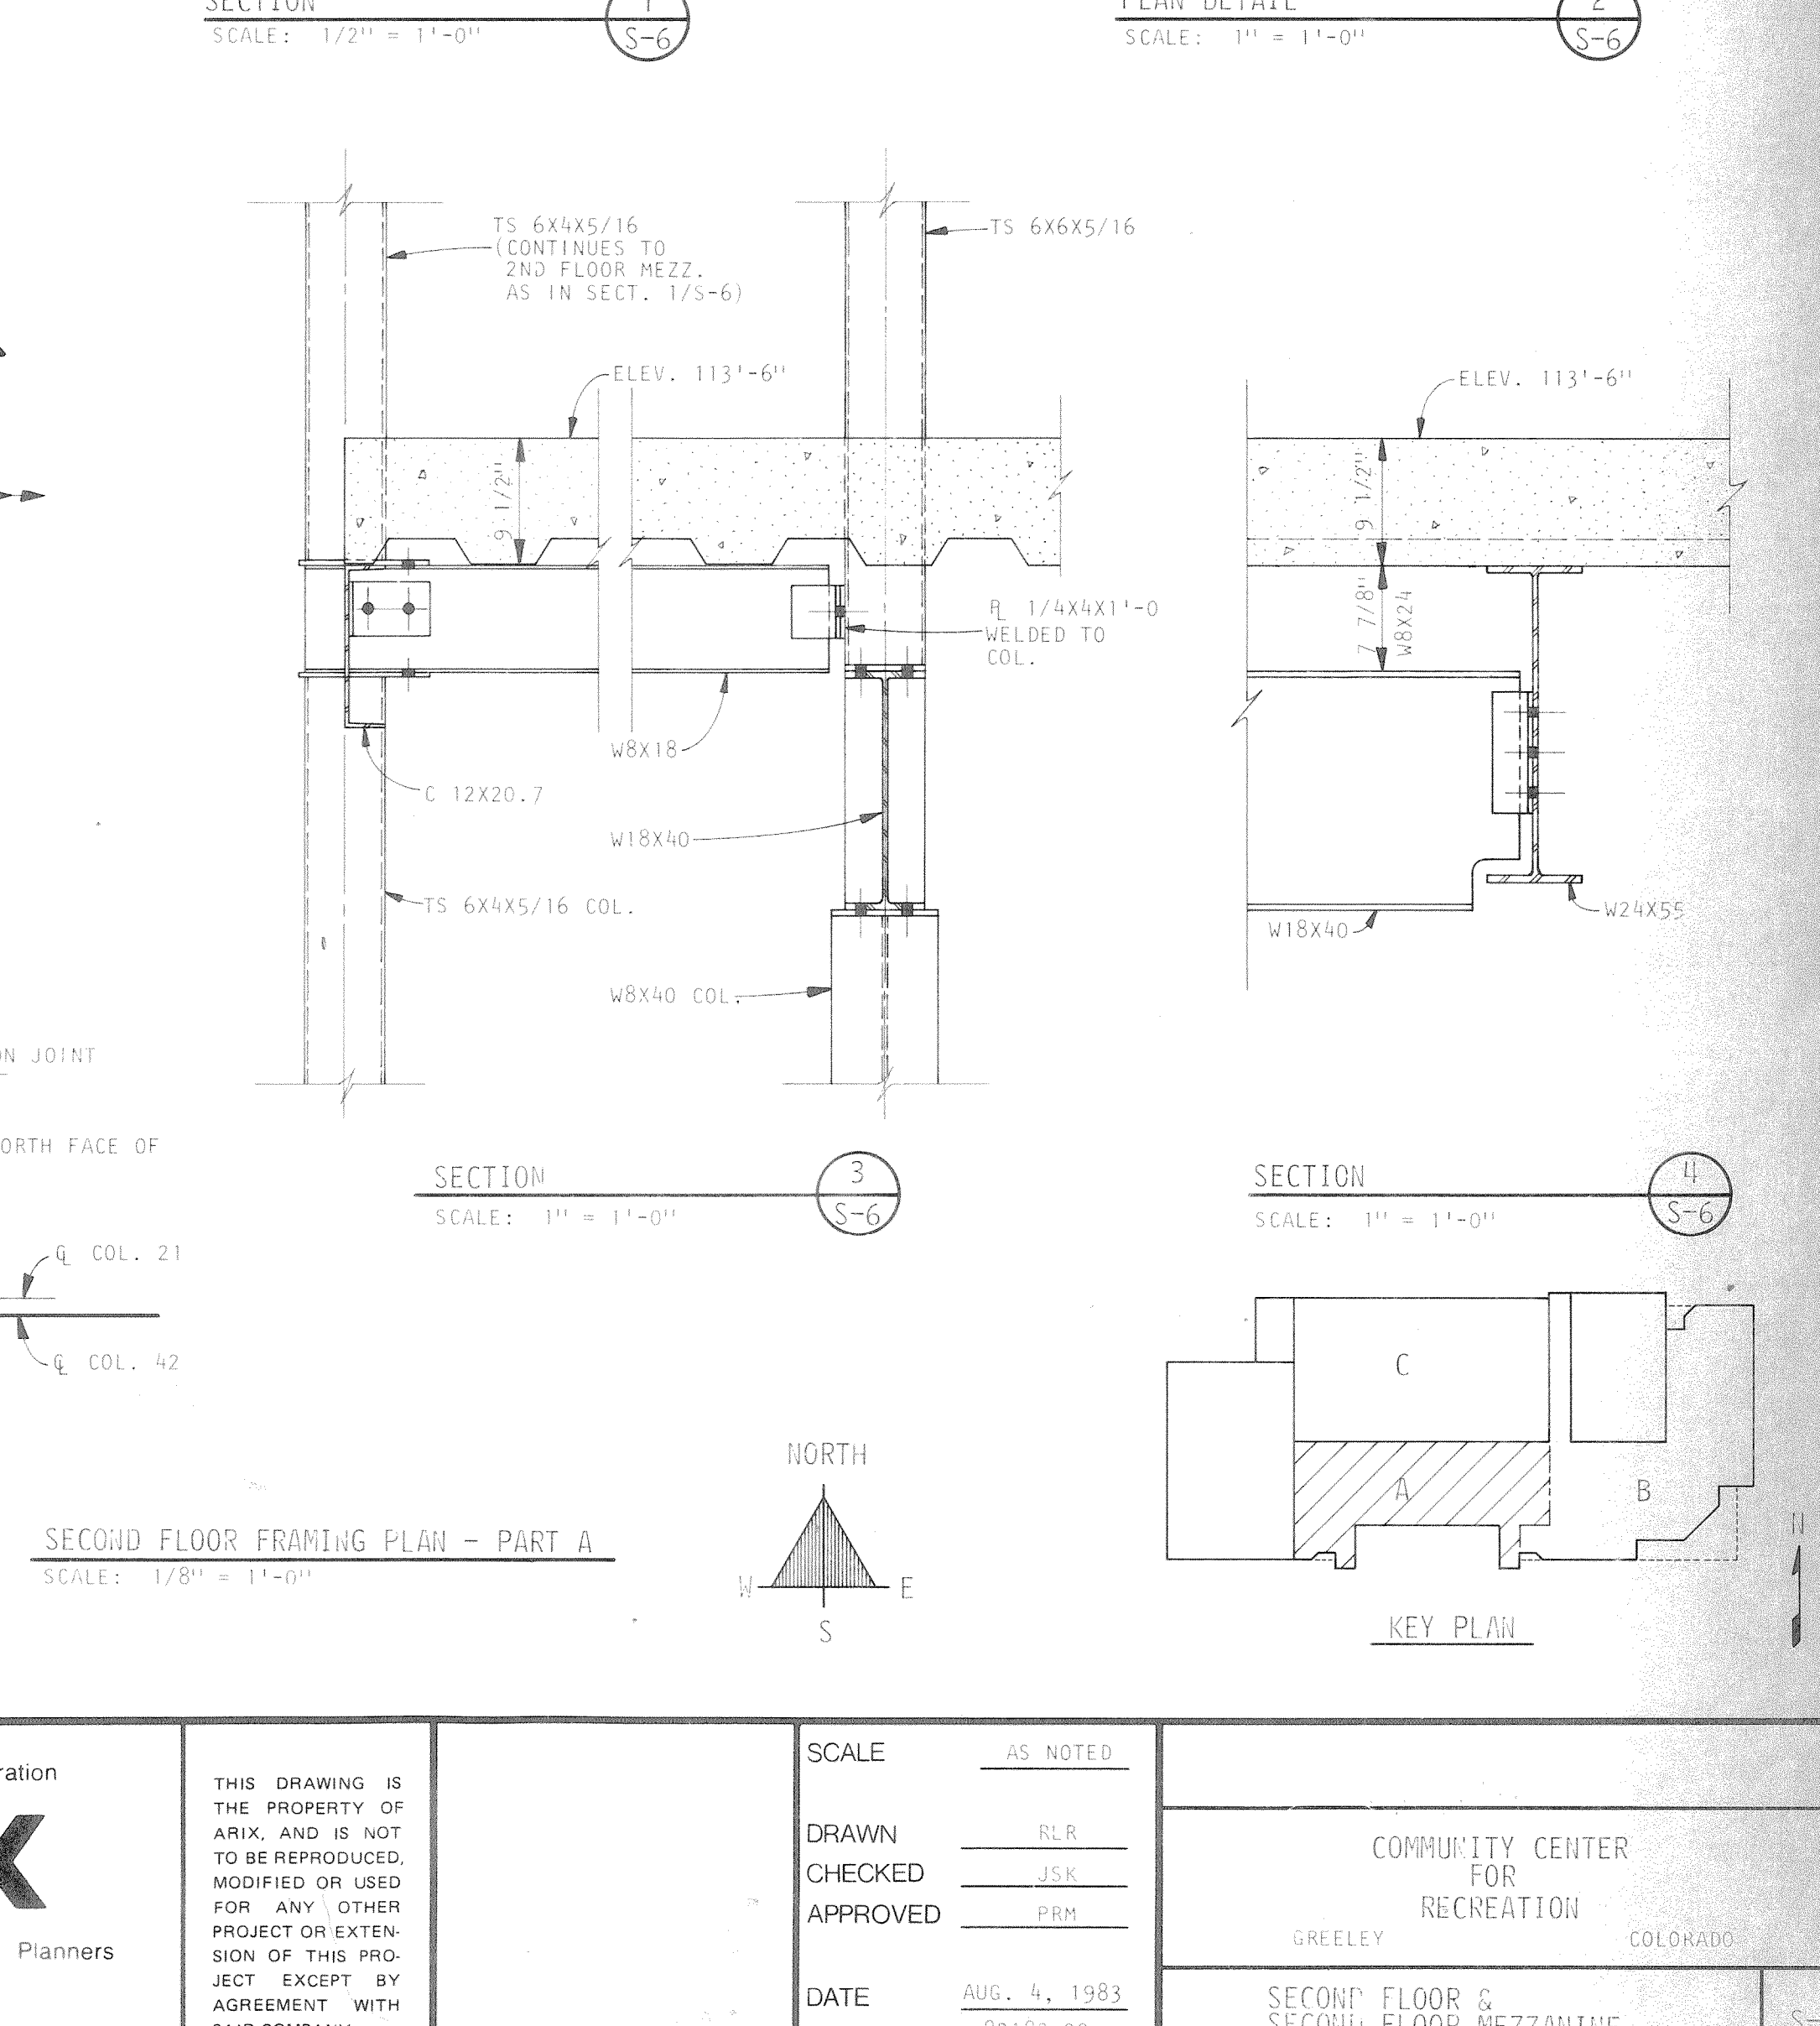 SECTION
1
S-6
SCALE: 1/2" = 1'-0"
PLAN DETAIL
2
S-6
SCALE: 1" = 1'-0"
TS 6X4X5/16
(CONTINUES TO
2ND FLOOR MEZZ.
AS IN SECT. 1/S-6)
TS 6X6X5/16
ELEV. 113'-6"
ELEV. 113'-6"
9 1/2"
9 1/2"
7 7/8"
W8X24
℄ 1/4X4X1'-0
WELDED TO
COL.
W8X18
C 12X20.7
W18X40
TS 6X4X5/16 COL.
W8X40 COL.
W18X40
W24X55
ON JOINT
ORTH FACE OF
SECTION
3
S-6
SCALE: 1" = 1'-0"
SECTION
4
S-6
SCALE: 1" = 1'-0"
℄ COL. 21
℄ COL. 42
NORTH
W
E
S
C
A
B
N
KEY PLAN
SECOND FLOOR FRAMING PLAN - PART A
SCALE: 1/8" = 1'-0"
ration
Planners
THIS DRAWING IS
THE PROPERTY OF
ARIX, AND IS NOT
TO BE REPRODUCED,
MODIFIED OR USED
FOR ANY OTHER
PROJECT OR EXTEN-
SION OF THIS PRO-
JECT EXCEPT BY
AGREEMENT WITH
SCALE AS NOTED
DRAWN RLR
CHECKED JSK
APPROVED PRM
DATE AUG. 4, 1983
COMMUNITY CENTER
FOR
RECREATION
GREELEY COLORADO
SECOND FLOOR &
SECOND FLOOR MEZZANINE